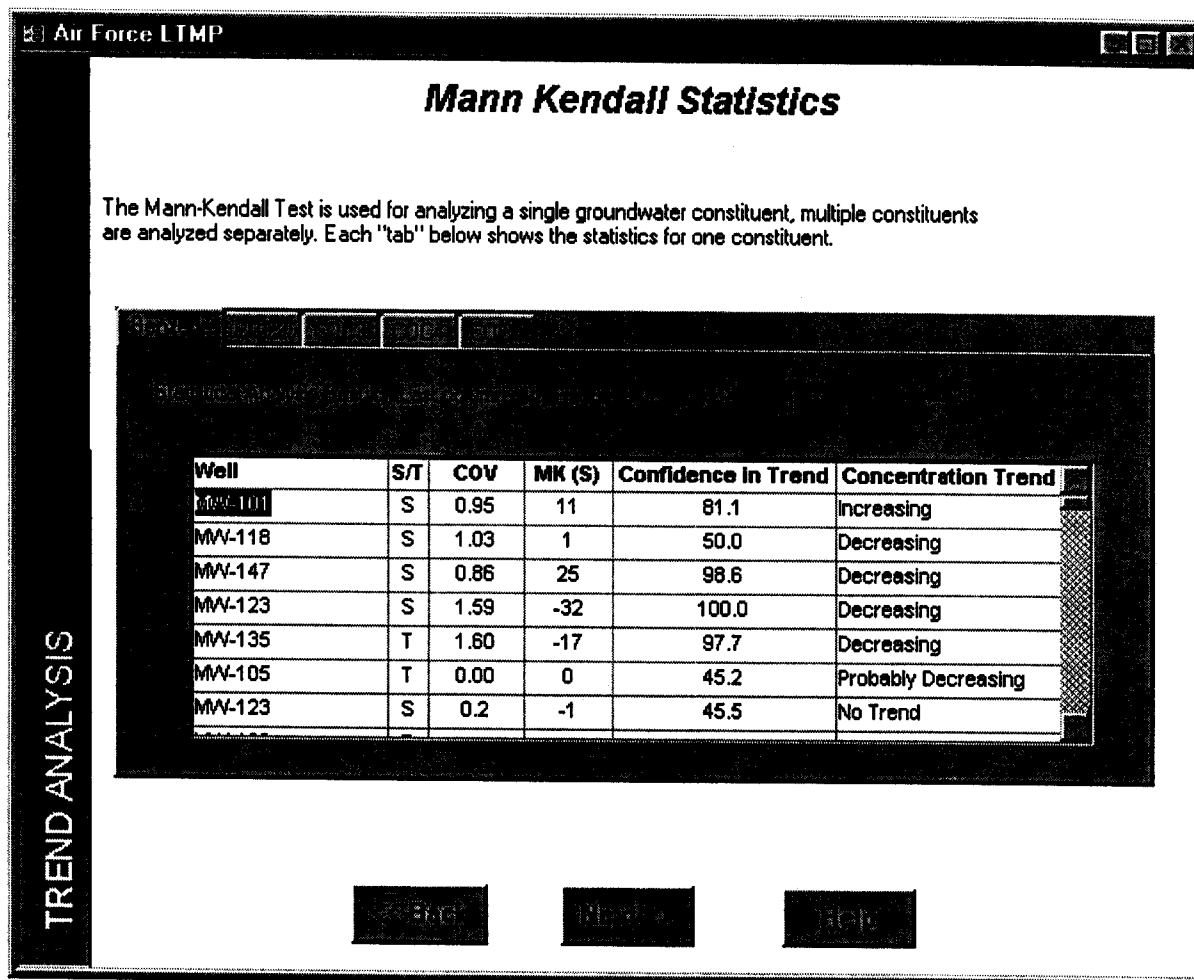 Air Force LTMP
Mann Kendall Statistics
The Mann-Kendall Test is used for analyzing a single groundwater constituent, multiple constituents
are analyzed separately. Each "tab" below shows the statistics for one constituent.
Well S/T COV MK (S) Confidence in Trend Concentration Trend
MW-101 S 0.95 11 81.1 Increasing
MW-118 S 1.03 1 50.0 Decreasing
MW-147 S 0.86 25 98.6 Decreasing
MW-123 S 1.59 -32 100.0 Decreasing
MW-135 T 1.60 -17 97.7 Decreasing
MW-105 T 0.00 0 45.2 Probably Decreasing
MW-123 S 0.2 -1 45.5 No Trend
TREND ANALYSIS
<< Back Next >> Help